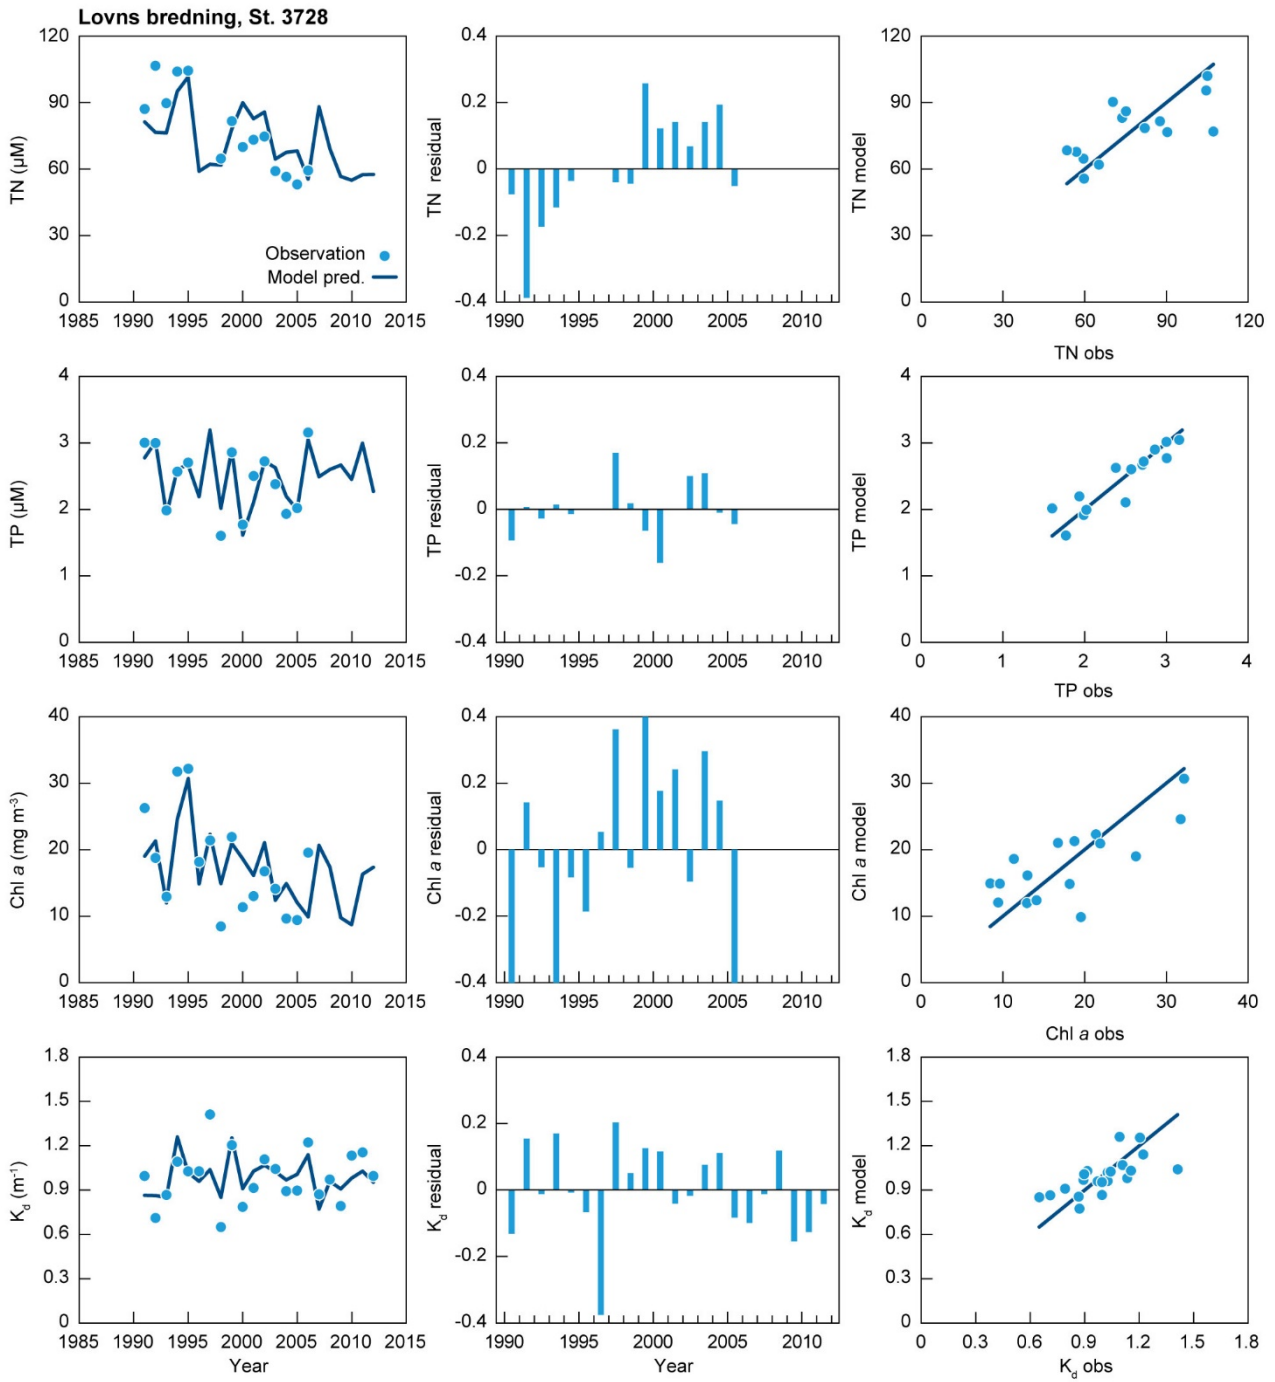 Lovns bredning, St. 3728
120
90
60
30
0
TN (µM)
Observation
Model pred.
1985 1990 1995 2000 2005 2010 2015
0.4
0.2
0
-0.2
-0.4
TN residual
1990 1995 2000 2005 2010
120
90
60
30
0
TN model
0 30 60 90 120
TN obs
4
3
2
1
0
TP (µM)
1985 1990 1995 2000 2005 2010 2015
0.4
0.2
0
-0.2
-0.4
TP residual
1990 1995 2000 2005 2010
4
3
2
1
0
TP model
0 1 2 3 4
TP obs
40
30
20
10
0
Chl a (mg m⁻³)
1985 1990 1995 2000 2005 2010 2015
0.4
0.2
0
-0.2
-0.4
Chl a residual
1990 1995 2000 2005 2010
40
30
20
10
0
Chl a model
0 10 20 30 40
Chl a obs
1.8
1.5
1.2
0.9
0.6
0.3
0
K_d (m⁻¹)
1985 1990 1995 2000 2005 2010 2015
Year
0.4
0.2
0
-0.2
-0.4
K_d residual
1990 1995 2000 2005 2010
Year
1.8
1.5
1.2
0.9
0.6
0.3
0
K_d model
0 0.3 0.6 0.9 1.2 1.5 1.8
K_d obs